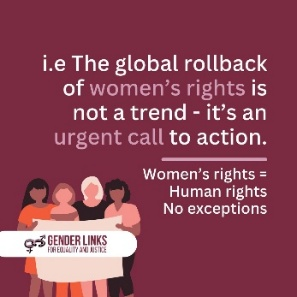 i.e The global rollback
of women's rights is
not a trend - it's an
urgent call to action.
Women's rights =
Human rights
No exceptions
GENDER LINKS
FOR EQUALITY AND JUSTICE